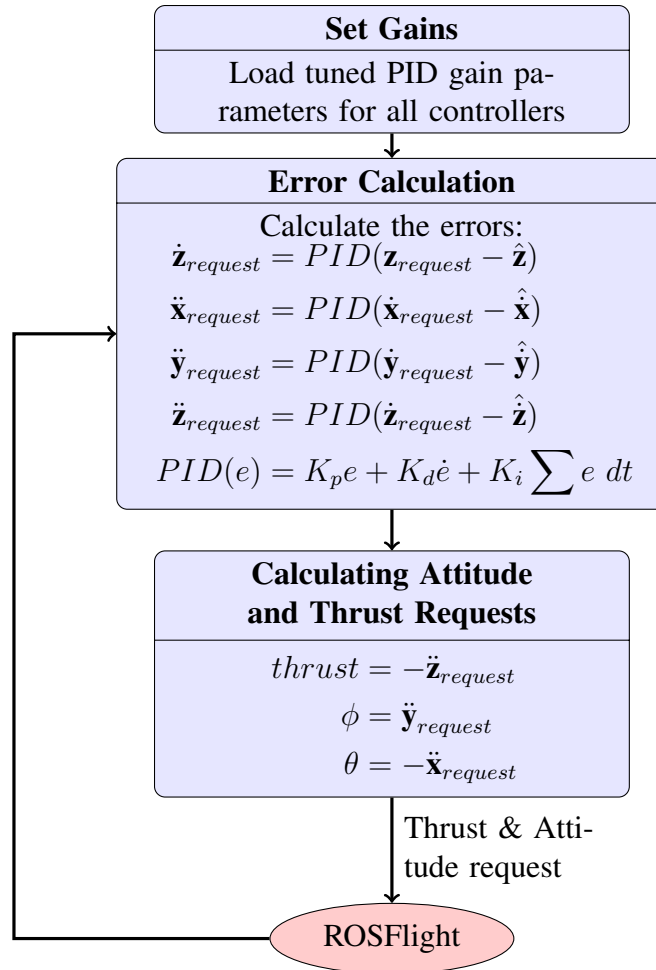 Set Gains
Load tuned PID gain pa-
rameters for all controllers
Error Calculation
Calculate the errors:
ż_request = PID(z_request − ẑ)
ẍ_request = PID(ẋ_request − ẋ̂)
ÿ_request = PID(ẏ_request − ẏ̂)
z̈_request = PID(ż_request − ż̂)
PID(e) = K_p e + K_d ė + K_i ∑ e dt
Calculating Attitude
and Thrust Requests
thrust = −z̈_request
ϕ = ÿ_request
θ = −ẍ_request
Thrust & Atti-
tude request
ROSFlight